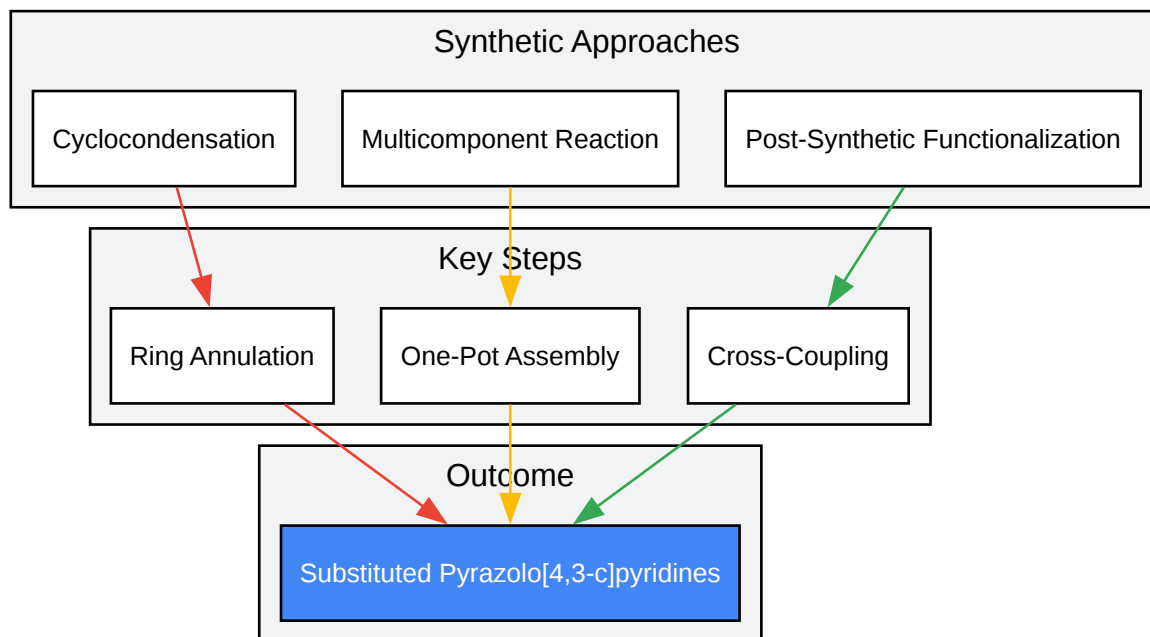 Synthetic Approaches
Cyclocondensation
Multicomponent Reaction
Post-Synthetic Functionalization
Key Steps
Ring Annulation
One-Pot Assembly
Cross-Coupling
Outcome
Substituted Pyrazolo[4,3-c]pyridines